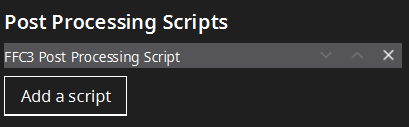 Post Processing Scripts
FFC3 Post Processing Script
Add a script